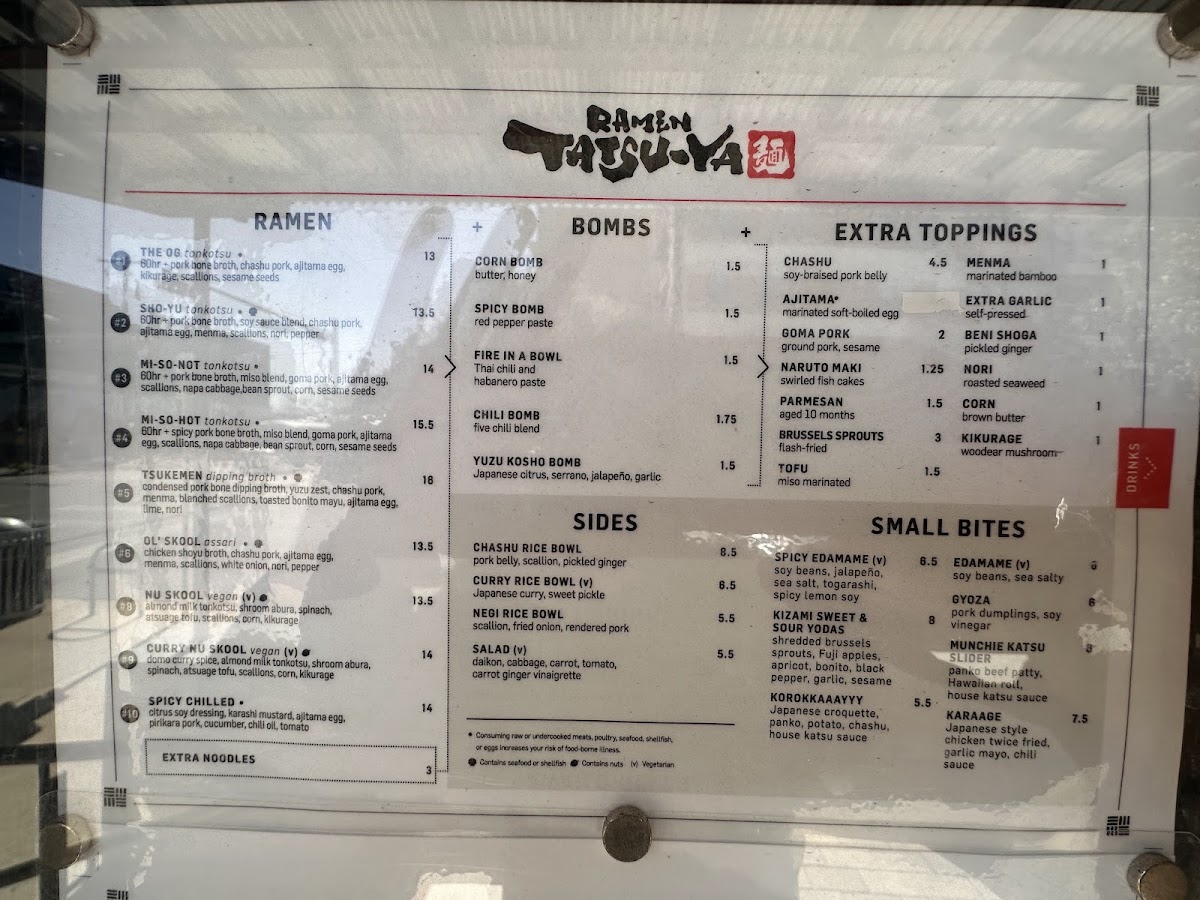 RAMEN
TATSU-YA 麺
RAMEN
#1 THE OG tonkotsu • 13
60hr + pork bone broth, chashu pork, ajitama egg,
kikurage, scallions, sesame seeds
#2 SHO-YU tonkotsu • 13.5
60hr + pork bone broth, soy sauce blend, chashu pork,
ajitama egg, menma, scallions, nori, pepper
#3 MI-SO-NOT tonkotsu • 14
60hr + pork bone broth, miso blend, goma pork, ajitama egg,
scallions, napa cabbage,bean sprout, corn, sesame seeds
#4 MI-SO-HOT tonkotsu • 15.5
60hr + spicy pork bone broth, miso blend, goma pork, ajitama
egg, scallions, napa cabbage, bean sprout, corn, sesame seeds
#5 TSUKEMEN dipping broth • 16
condensed pork bone dipping broth, yuzu zest, chashu pork,
menma, blanched scallions, toasted bonito mayu, ajitama egg,
lime, nori
#6 OL' SKOOL assari • 13.5
chicken shoyu broth, chashu pork, ajitama egg,
menma, scallions, white onion, nori, pepper
#8 NU SKOOL vegan (v) 13.5
almond milk tonkotsu, shroom abura, spinach,
atsuage tofu, scallions, corn, kikurage
#9 CURRY NU SKOOL vegan (v) 14
domo curry spice, almond milk tonkotsu, shroom abura,
spinach, atsuage tofu, scallions, corn, kikurage
#10 SPICY CHILLED • 14
citrus soy dressing, karashi mustard, ajitama egg,
pirikara pork, cucumber, chili oil, tomato
EXTRA NOODLES 3
+
BOMBS
CORN BOMB 1.5
butter, honey
SPICY BOMB 1.5
red pepper paste
FIRE IN A BOWL 1.5
Thai chili and
habanero paste
CHILI BOMB 1.75
five chili blend
YUZU KOSHO BOMB 1.5
Japanese citrus, serrano, jalapeño, garlic
+
EXTRA TOPPINGS
CHASHU 4.5
soy-braised pork belly
AJITAMA•
marinated soft-boiled egg
GOMA PORK 2
ground pork, sesame
NARUTO MAKI 1.25
swirled fish cakes
PARMESAN 1.5
aged 10 months
BRUSSELS SPROUTS 3
flash-fried
TOFU 1.5
miso marinated
MENMA 1
marinated bamboo
EXTRA GARLIC 1
self-pressed
BENI SHOGA 1
pickled ginger
NORI 1
roasted seaweed
CORN 1
brown butter
KIKURAGE 1
woodear mushroom
DRINKS
SIDES
CHASHU RICE BOWL 8.5
pork belly, scallion, pickled ginger
CURRY RICE BOWL (v) 6.5
Japanese curry, sweet pickle
NEGI RICE BOWL 5.5
scallion, fried onion, rendered pork
SALAD (v) 5.5
daikon, cabbage, carrot, tomato,
carrot ginger vinaigrette
• Consuming raw or undercooked meats, poultry, seafood, shellfish,
or eggs increases your risk of food-borne illness.
Contains seafood or shellfish Contains nuts (v) Vegetarian
SMALL BITES
SPICY EDAMAME (v) 6.5
soy beans, jalapeño,
sea salt, togarashi,
spicy lemon soy
KIZAMI SWEET & 8
SOUR YODAS
shredded brussels
sprouts, Fuji apples,
apricot, bonito, black
pepper, garlic, sesame
KOROKKAAAYYY 5.5
Japanese croquette,
panko, potato, chashu,
house katsu sauce
EDAMAME (v) 6
soy beans, sea salty
GYOZA 6
pork dumplings, soy
vinegar
MUNCHIE KATSU
SLIDER
panko beef patty,
Hawaiian roll,
house katsu sauce
KARAAGE 7.5
Japanese style
chicken twice fried,
garlic mayo, chili
sauce